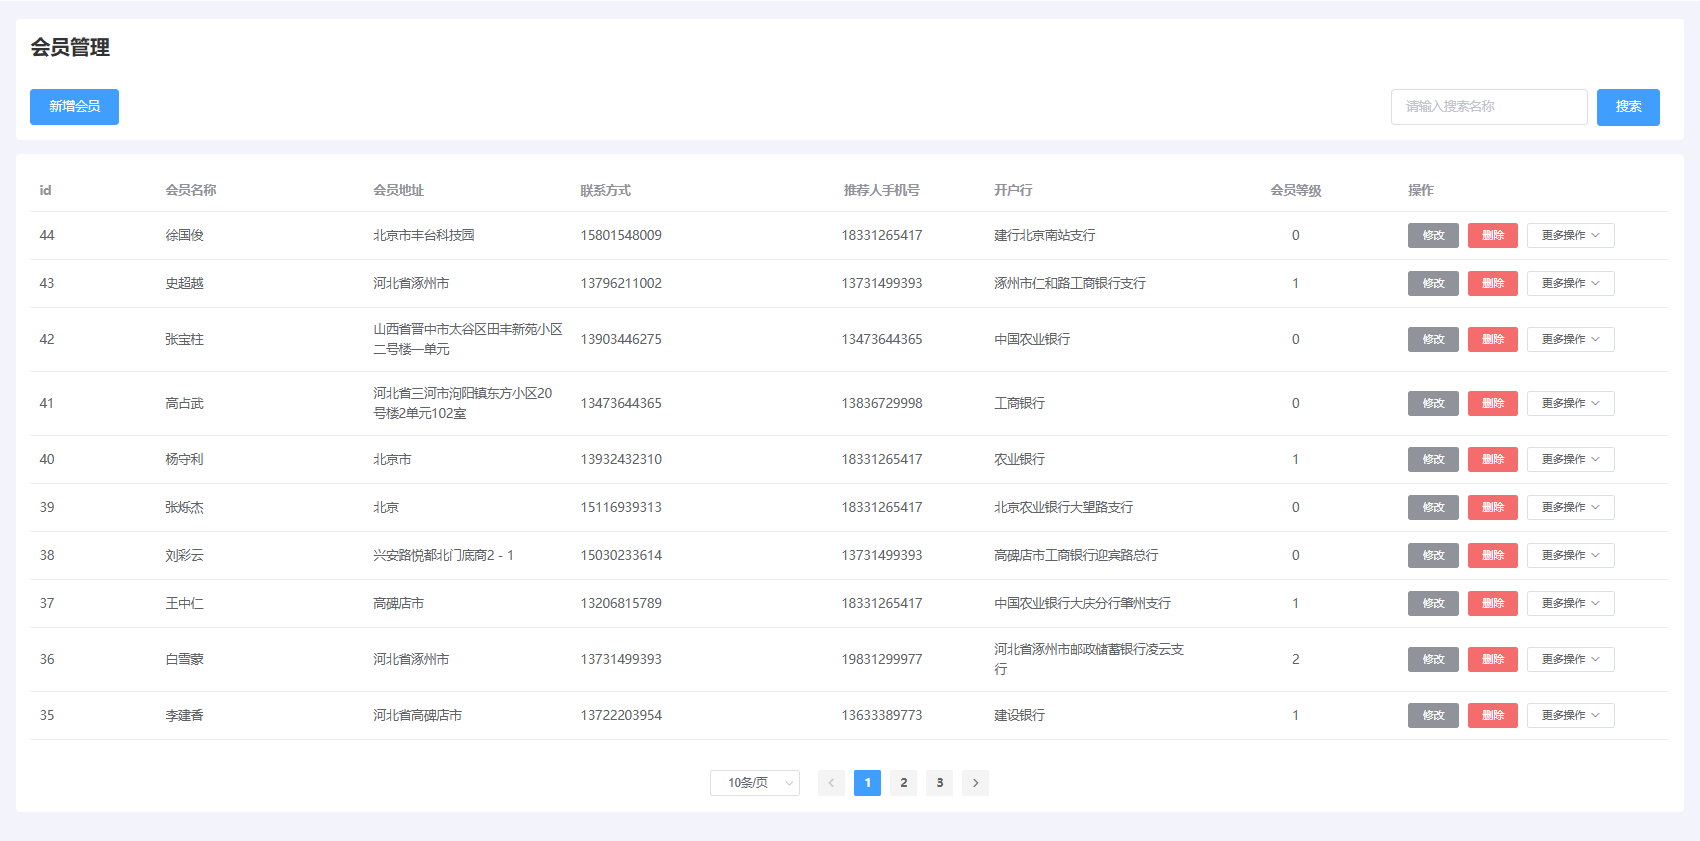 会员管理
新增会员 请输入搜索名称 搜索
id 会员名称 会员地址 联系方式 推荐人手机号 开户行 会员等级 操作
44 徐国俊 北京市丰台科技园 15801548009 18331265417 建行北京南站支行 0 修改 删除 更多操作
43 史超越 河北省涿州市 13796211002 13731499393 涿州市仁和路工商银行支行 1 修改 删除 更多操作
山西省晋中市太谷区田丰新苑小区
42 张宝柱 13903446275 13473644365 中国农业银行 0 修改 删除 更多操作
二号楼一单元
河北省三河市泃阳镇东方小区20
41 高占武 13473644365 13836729998 工商银行 0 修改 删除 更多操作
号楼2单元102室
40 杨守利 北京市 13932432310 18331265417 农业银行 1 修改 删除 更多操作
39 张烁杰 北京 15116939313 18331265417 北京农业银行大望路支行 0 修改 删除 更多操作
38 刘彩云 兴安路悦都北门底商2 - 1 15030233614 13731499393 高碑店市工商银行迎宾路总行 0 修改 删除 更多操作
37 王中仁 高碑店市 13206815789 18331265417 中国农业银行大庆分行肇州支行 1 修改 删除 更多操作
河北省涿州市邮政储蓄银行凌云支
36 白雪蒙 河北省涿州市 13731499393 19831299977 2 修改 删除 更多操作
行
35 李建香 河北省高碑店市 13722203954 13633389773 建设银行 1 修改 删除 更多操作
10条/页 1 2 3